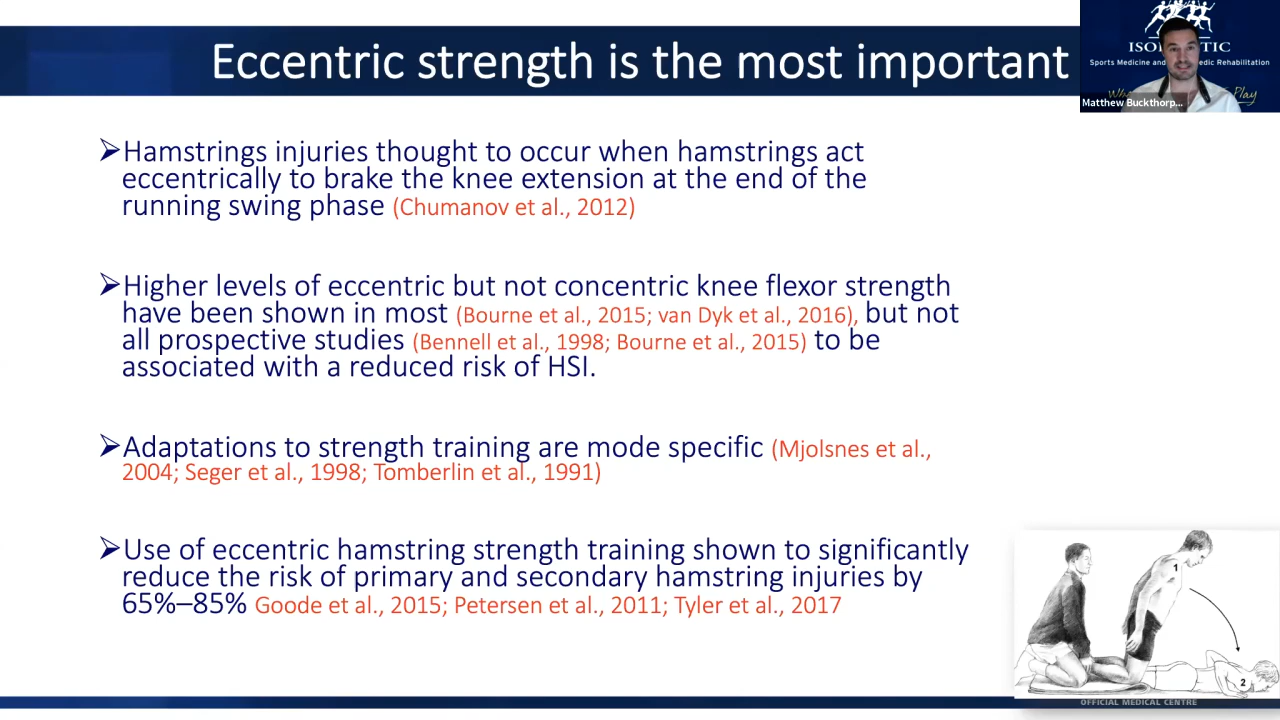 Eccentric strength is the most important
Sports Medicine and
Rehabilitation
Play
Matthew Buckthorp...
➢Hamstrings injuries thought to occur when hamstrings act
eccentrically to brake the knee extension at the end of the
running swing phase (Chumanov et al., 2012)
➢Higher levels of eccentric but not concentric knee flexor strength
have been shown in most (Bourne et al., 2015; van Dyk et al., 2016), but not
all prospective studies (Bennell et al., 1998; Bourne et al., 2015) to be
associated with a reduced risk of HSI.
➢Adaptations to strength training are mode specific (Mjolsnes et al.,
2004; Seger et al., 1998; Tomberlin et al., 1991)
➢Use of eccentric hamstring strength training shown to significantly
reduce the risk of primary and secondary hamstring injuries by
65%–85% Goode et al., 2015; Petersen et al., 2011; Tyler et al., 2017
1
2
OFFICIAL MEDICAL CENTRE